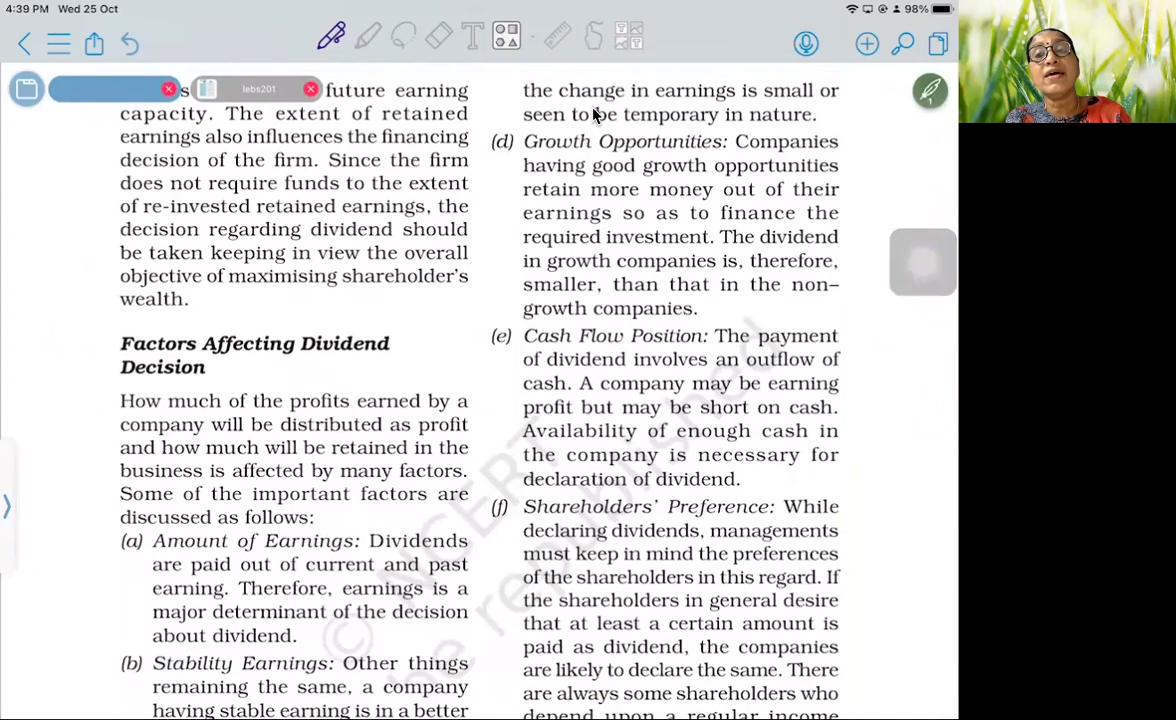 4:39 PM Wed 25 Oct
98%
lebs201
1
s future earning
capacity. The extent of retained
earnings also influences the financing
decision of the firm. Since the firm
does not require funds to the extent
of re-invested retained earnings, the
decision regarding dividend should
be taken keeping in view the overall
objective of maximising shareholder's
wealth.
Factors Affecting Dividend
Decision
How much of the profits earned by a
company will be distributed as profit
and how much will be retained in the
business is affected by many factors.
Some of the important factors are
discussed as follows:
(a) Amount of Earnings: Dividends
are paid out of current and past
earning. Therefore, earnings is a
major determinant of the decision
about dividend.
(b) Stability Earnings: Other things
remaining the same, a company
having stable earning is in a better
the change in earnings is small or
seen to be temporary in nature.
(d) Growth Opportunities: Companies
having good growth opportunities
retain more money out of their
earnings so as to finance the
required investment. The dividend
in growth companies is, therefore,
smaller, than that in the non–
growth companies.
(e) Cash Flow Position: The payment
of dividend involves an outflow of
cash. A company may be earning
profit but may be short on cash.
Availability of enough cash in
the company is necessary for
declaration of dividend.
(f) Shareholders' Preference: While
declaring dividends, managements
must keep in mind the preferences
of the shareholders in this regard. If
the shareholders in general desire
that at least a certain amount is
paid as dividend, the companies
are likely to declare the same. There
are always some shareholders who
depend upon a regular income
© NCERT
be republished